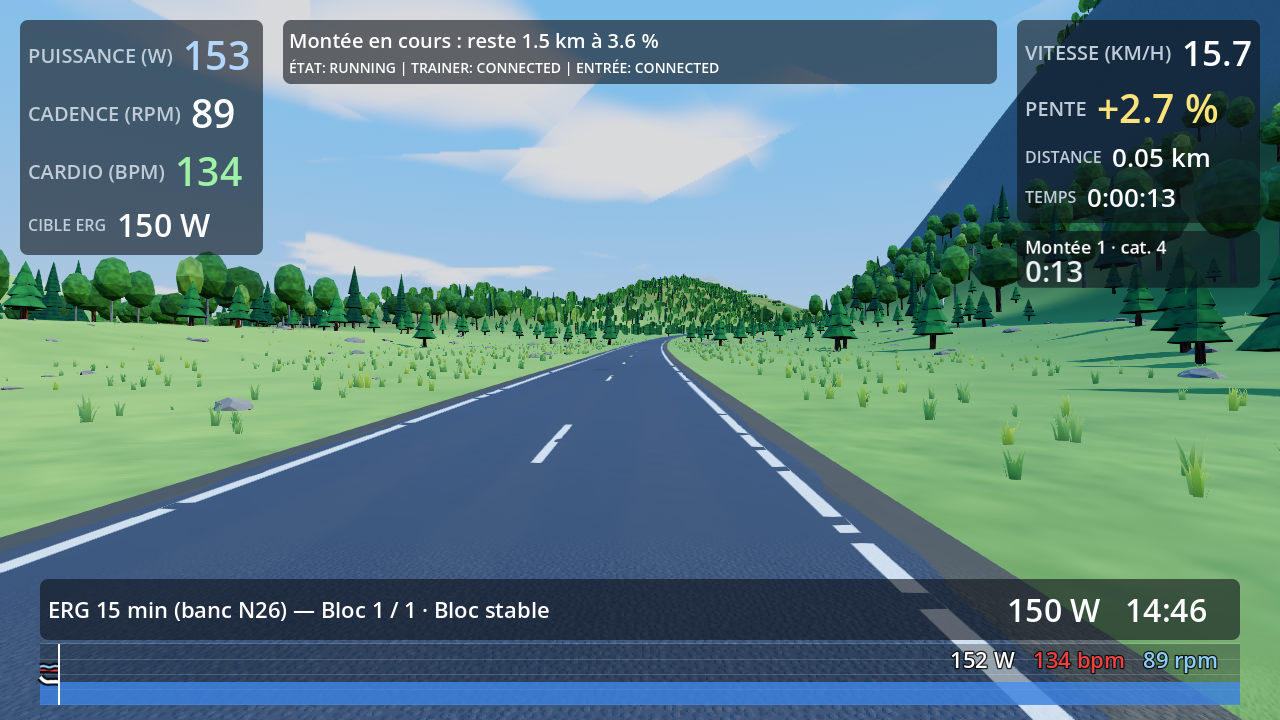 PUISSANCE (W) 153
CADENCE (RPM) 89
CARDIO (BPM) 134
CIBLE ERG 150 W
Montée en cours : reste 1.5 km à 3.6 %
ÉTAT: RUNNING | TRAINER: CONNECTED | ENTRÉE: CONNECTED
VITESSE (KM/H) 15.7
PENTE +2.7 %
DISTANCE 0.05 km
TEMPS 0:00:13
Montée 1 · cat. 4
0:13
ERG 15 min (banc N26) — Bloc 1 / 1 · Bloc stable 150 W 14:46
152 W 134 bpm 89 rpm